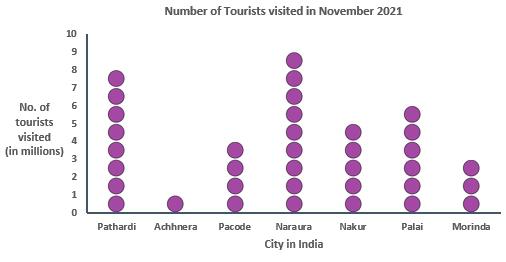 Number of Tourists visited in November 2021
10
9
8
7
6
5
4
3
2
1
0
No. of
tourists
visited
(in millions)
Pathardi Achhnera Pacode Naraura Nakur Palai Morinda
City in India